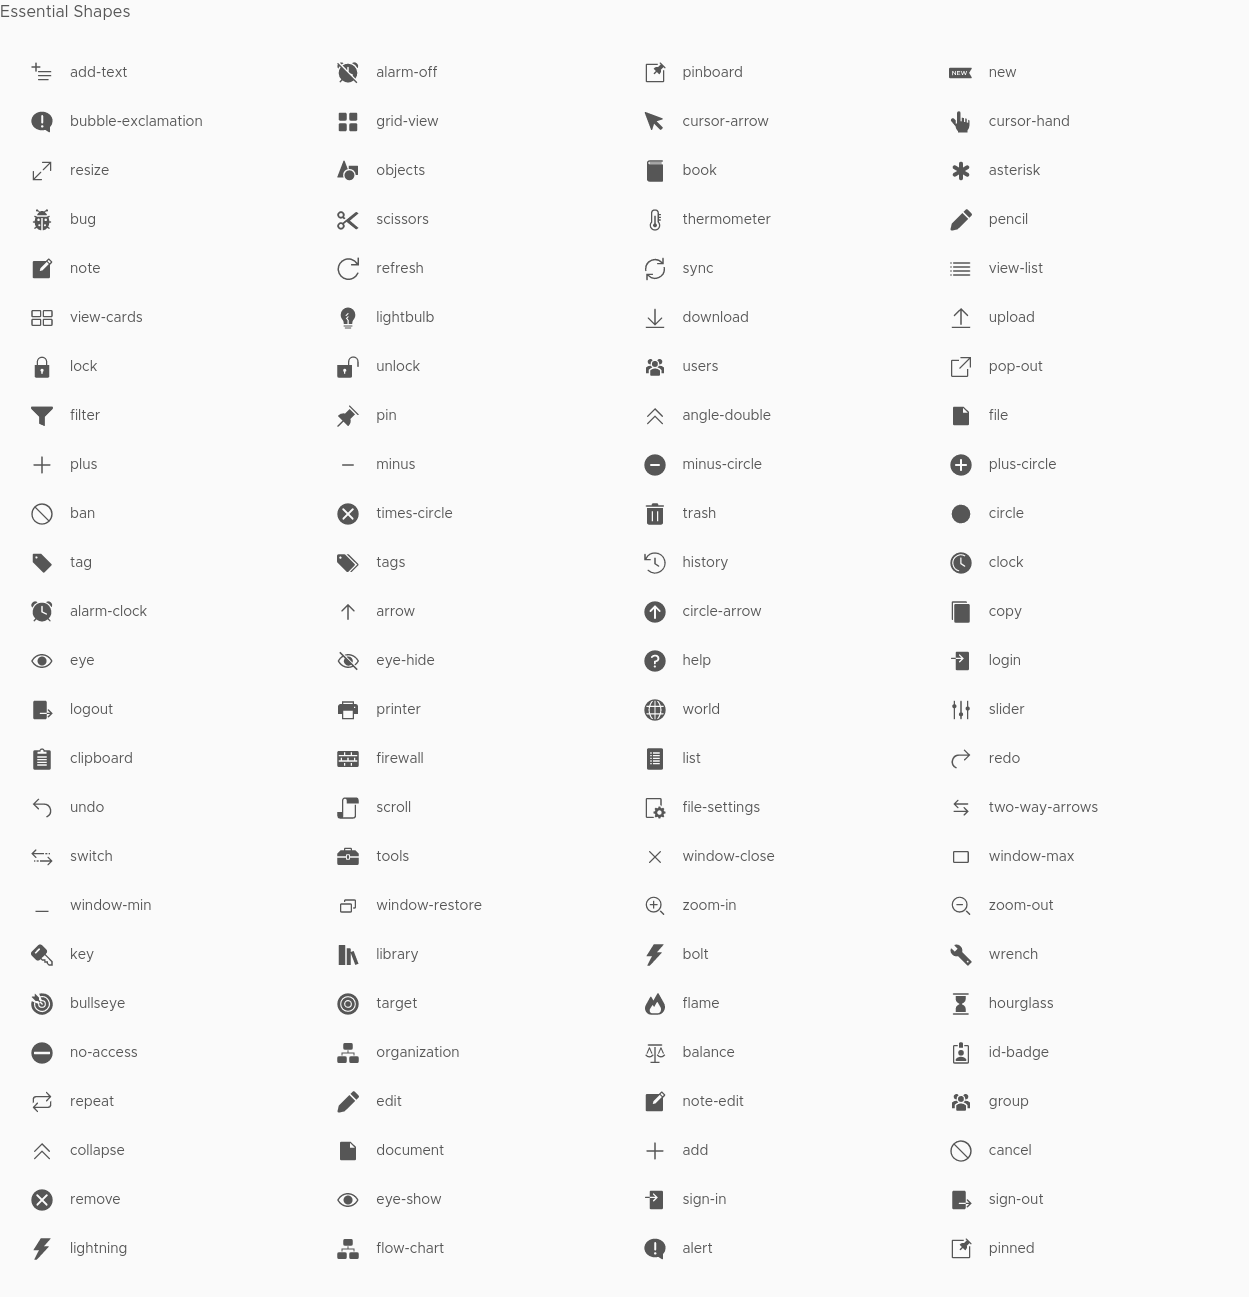 Essential Shapes
add-text alarm-off pinboard NEW new
bubble-exclamation grid-view cursor-arrow cursor-hand
resize objects book asterisk
bug scissors thermometer pencil
note refresh sync view-list
view-cards lightbulb download upload
lock unlock users pop-out
filter pin angle-double file
plus minus minus-circle plus-circle
ban times-circle trash circle
tag tags history clock
alarm-clock arrow circle-arrow copy
eye eye-hide ? help login
logout printer world slider
clipboard firewall list redo
undo scroll file-settings two-way-arrows
switch tools window-close window-max
window-min window-restore zoom-in zoom-out
key library bolt wrench
bullseye target flame hourglass
no-access organization balance id-badge
repeat edit note-edit group
collapse document add cancel
remove eye-show sign-in sign-out
lightning flow-chart alert pinned